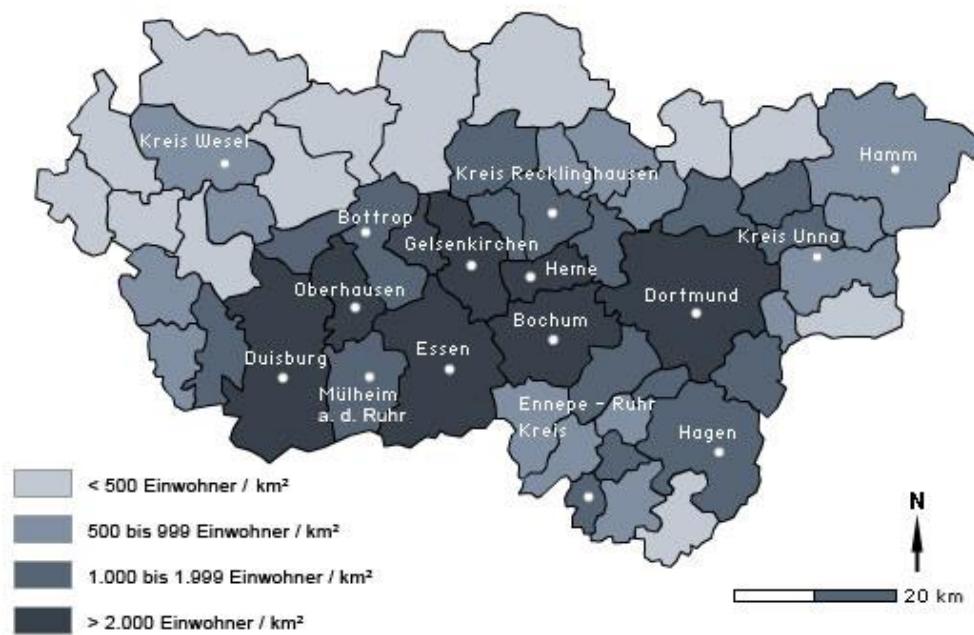 Kreis Wesel
Hamm
Kreis Recklinghausen
Bottrop
Gelsenkirchen
Kreis Unna
Herne
Oberhausen
Dortmund
Bochum
Duisburg
Essen
Mülheim
a. d. Ruhr
Ennepe - Ruhr
Kreis
Hagen
< 500 Einwohner / km²
500 bis 999 Einwohner / km²
1.000 bis 1.999 Einwohner / km²
> 2.000 Einwohner / km²
N
20 km